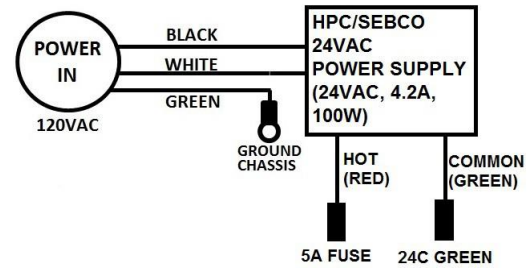 POWER
IN
120VAC
BLACK
WHITE
GREEN
GROUND
CHASSIS
HPC/SEBCO
24VAC
POWER SUPPLY
(24VAC, 4.2A,
100W)
HOT
(RED)
COMMON
(GREEN)
5A FUSE
24C GREEN